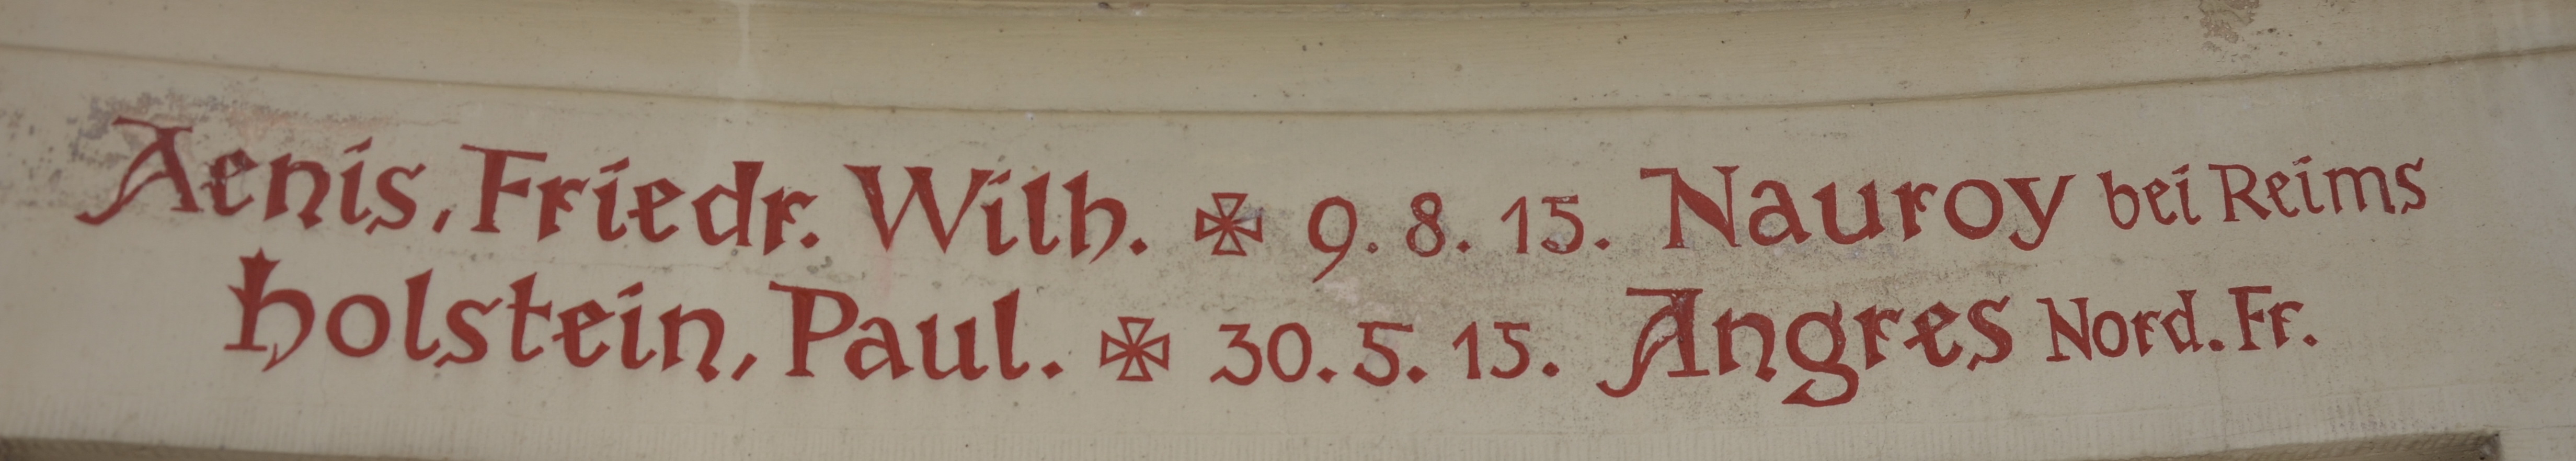 Aenis, Friedr. Wilh. ✠ 9. 8. 15. Nauroy bei Reims
Holstein, Paul. ✠ 30. 5. 15. Angres Nord. Fr.